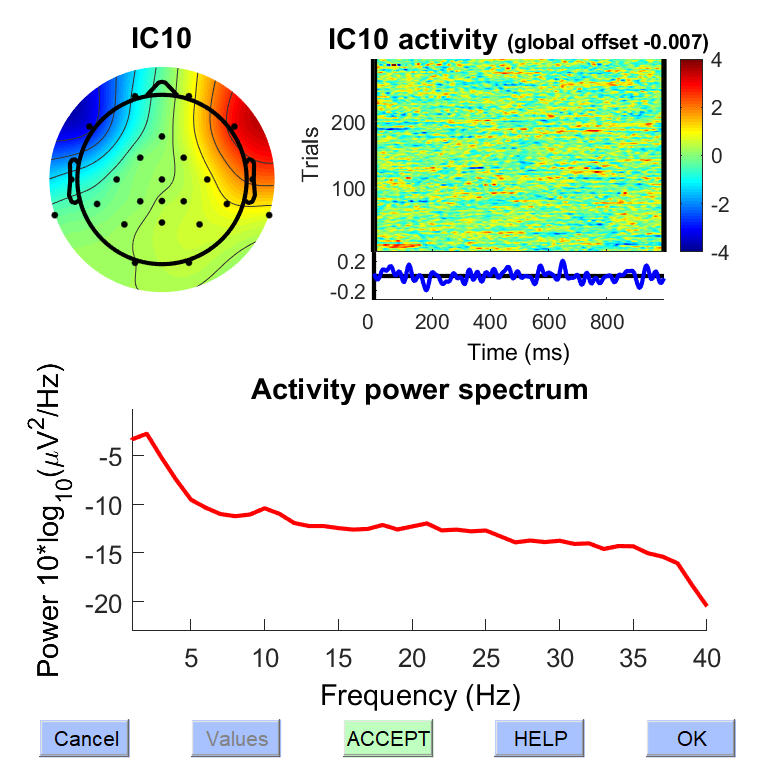 IC10
IC10 activity (global offset -0.007)
Trials
200
100
4
2
0
-2
-4
0.2
-0.2
0 200 400 600 800
Time (ms)
Activity power spectrum
Power 10*log10(μV2/Hz)
-5
-10
-15
-20
5 10 15 20 25 30 35 40
Frequency (Hz)
Cancel Values ACCEPT HELP OK